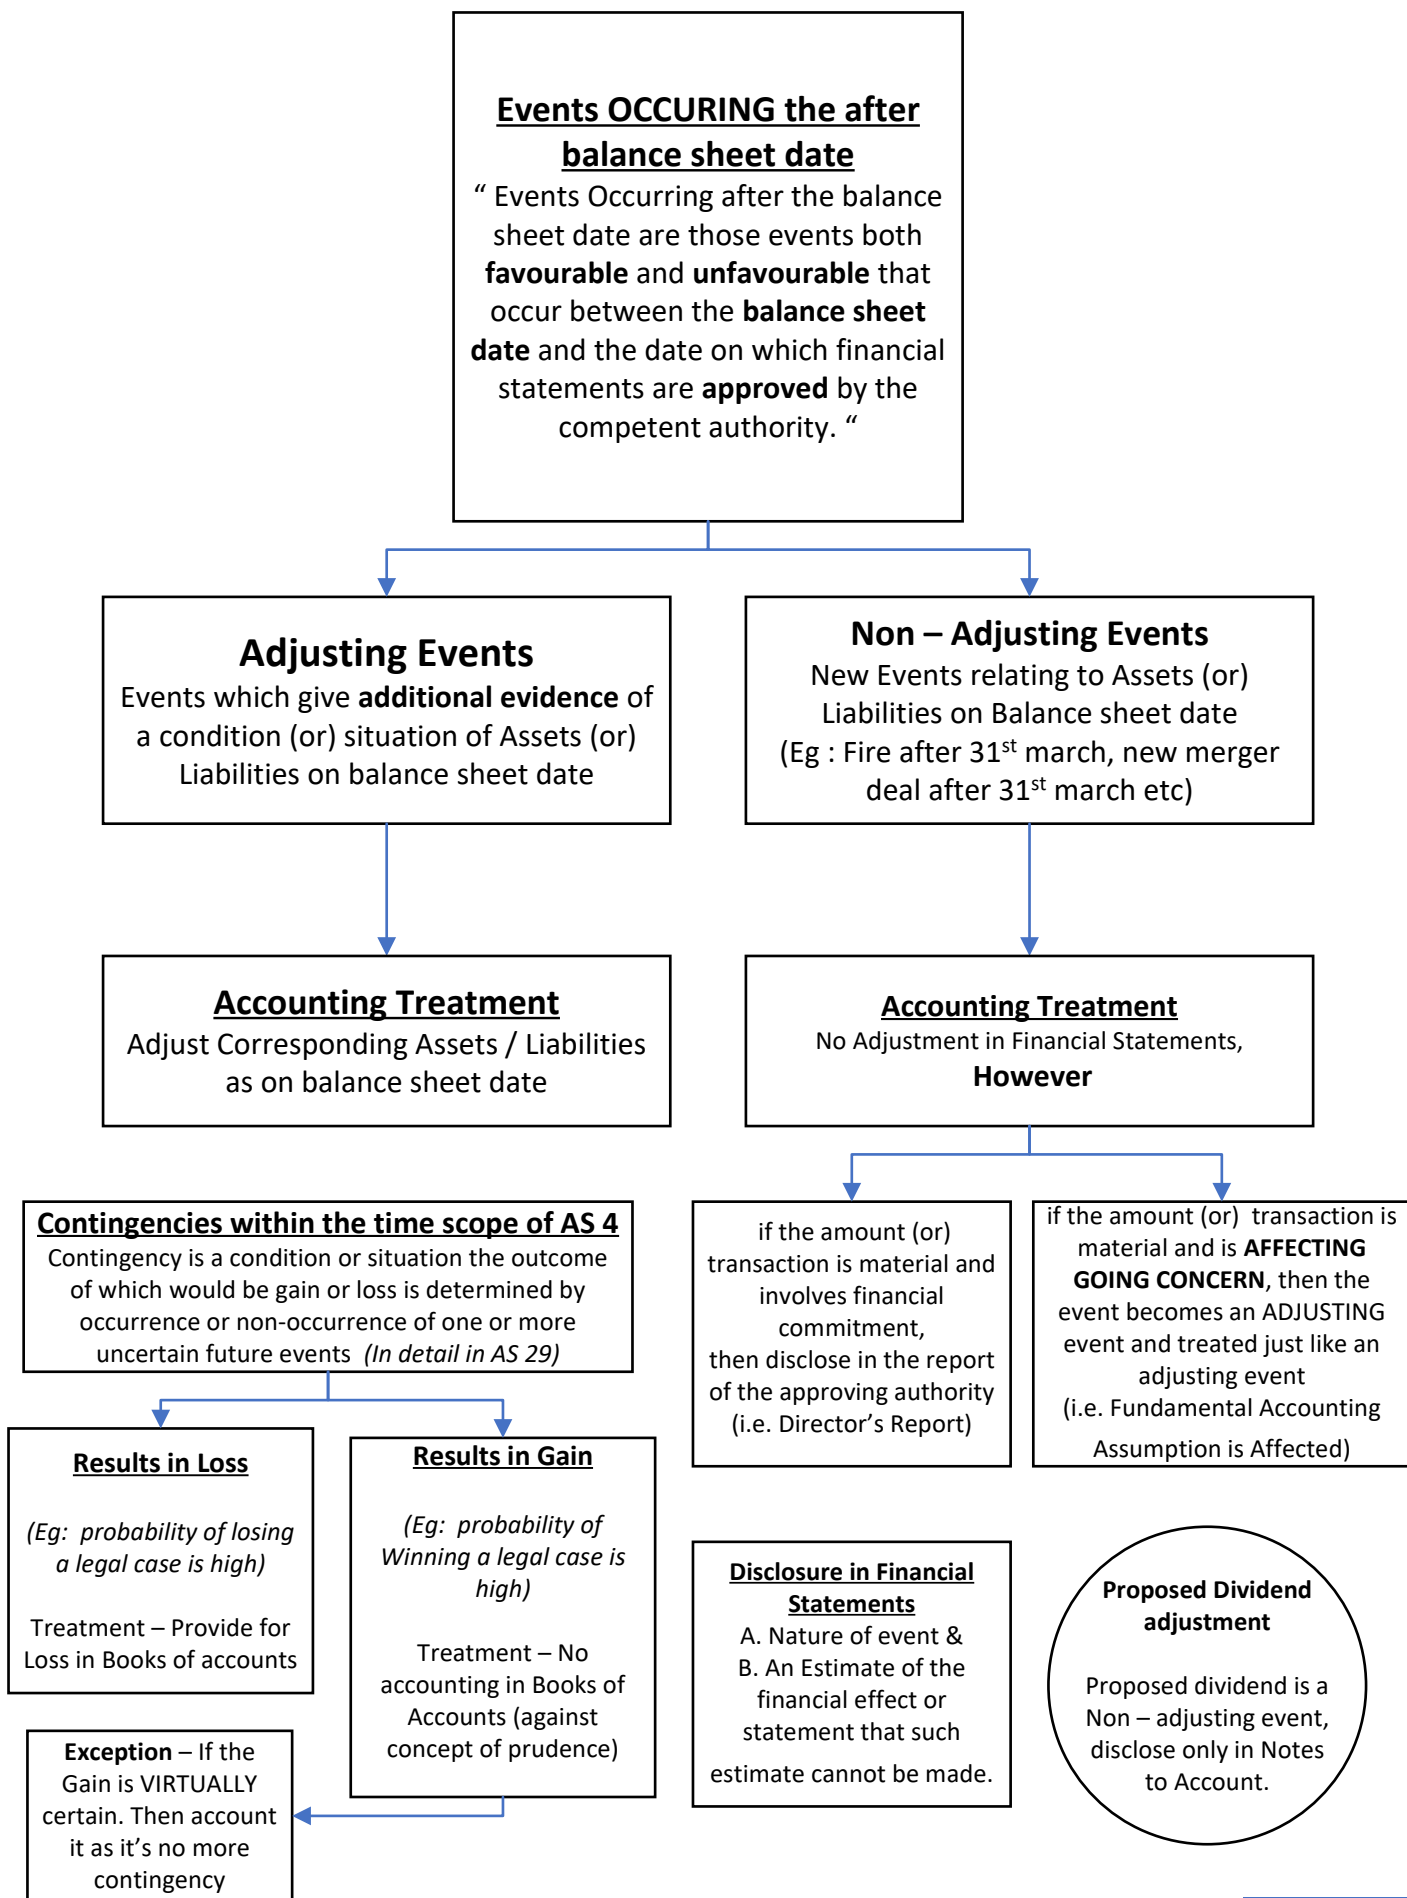 Events OCCURING the after
balance sheet date
“ Events Occurring after the balance
sheet date are those events both
favourable and unfavourable that
occur between the balance sheet
date and the date on which financial
statements are approved by the
competent authority. “
Adjusting Events
Events which give additional evidence of
a condition (or) situation of Assets (or)
Liabilities on balance sheet date
Non – Adjusting Events
New Events relating to Assets (or)
Liabilities on Balance sheet date
(Eg : Fire after 31st march, new merger
deal after 31st march etc)
Accounting Treatment
Adjust Corresponding Assets / Liabilities
as on balance sheet date
Accounting Treatment
No Adjustment in Financial Statements,
However
Contingencies within the time scope of AS 4
Contingency is a condition or situation the outcome
of which would be gain or loss is determined by
occurrence or non-occurrence of one or more
uncertain future events (In detail in AS 29)
if the amount (or)
transaction is material and
involves financial
commitment,
then disclose in the report
of the approving authority
(i.e. Director’s Report)
if the amount (or) transaction is
material and is AFFECTING
GOING CONCERN, then the
event becomes an ADJUSTING
event and treated just like an
adjusting event
(i.e. Fundamental Accounting
Assumption is Affected)
Results in Loss
(Eg: probability of losing
a legal case is high)
Treatment – Provide for
Loss in Books of accounts
Results in Gain
(Eg: probability of
Winning a legal case is
high)
Treatment – No
accounting in Books of
Accounts (against
concept of prudence)
Exception – If the
Gain is VIRTUALLY
certain. Then account
it as it’s no more
contingency
Disclosure in Financial
Statements
A. Nature of event &
B. An Estimate of the
financial effect or
statement that such
estimate cannot be made.
Proposed Dividend
adjustment
Proposed dividend is a
Non – adjusting event,
disclose only in Notes
to Account.